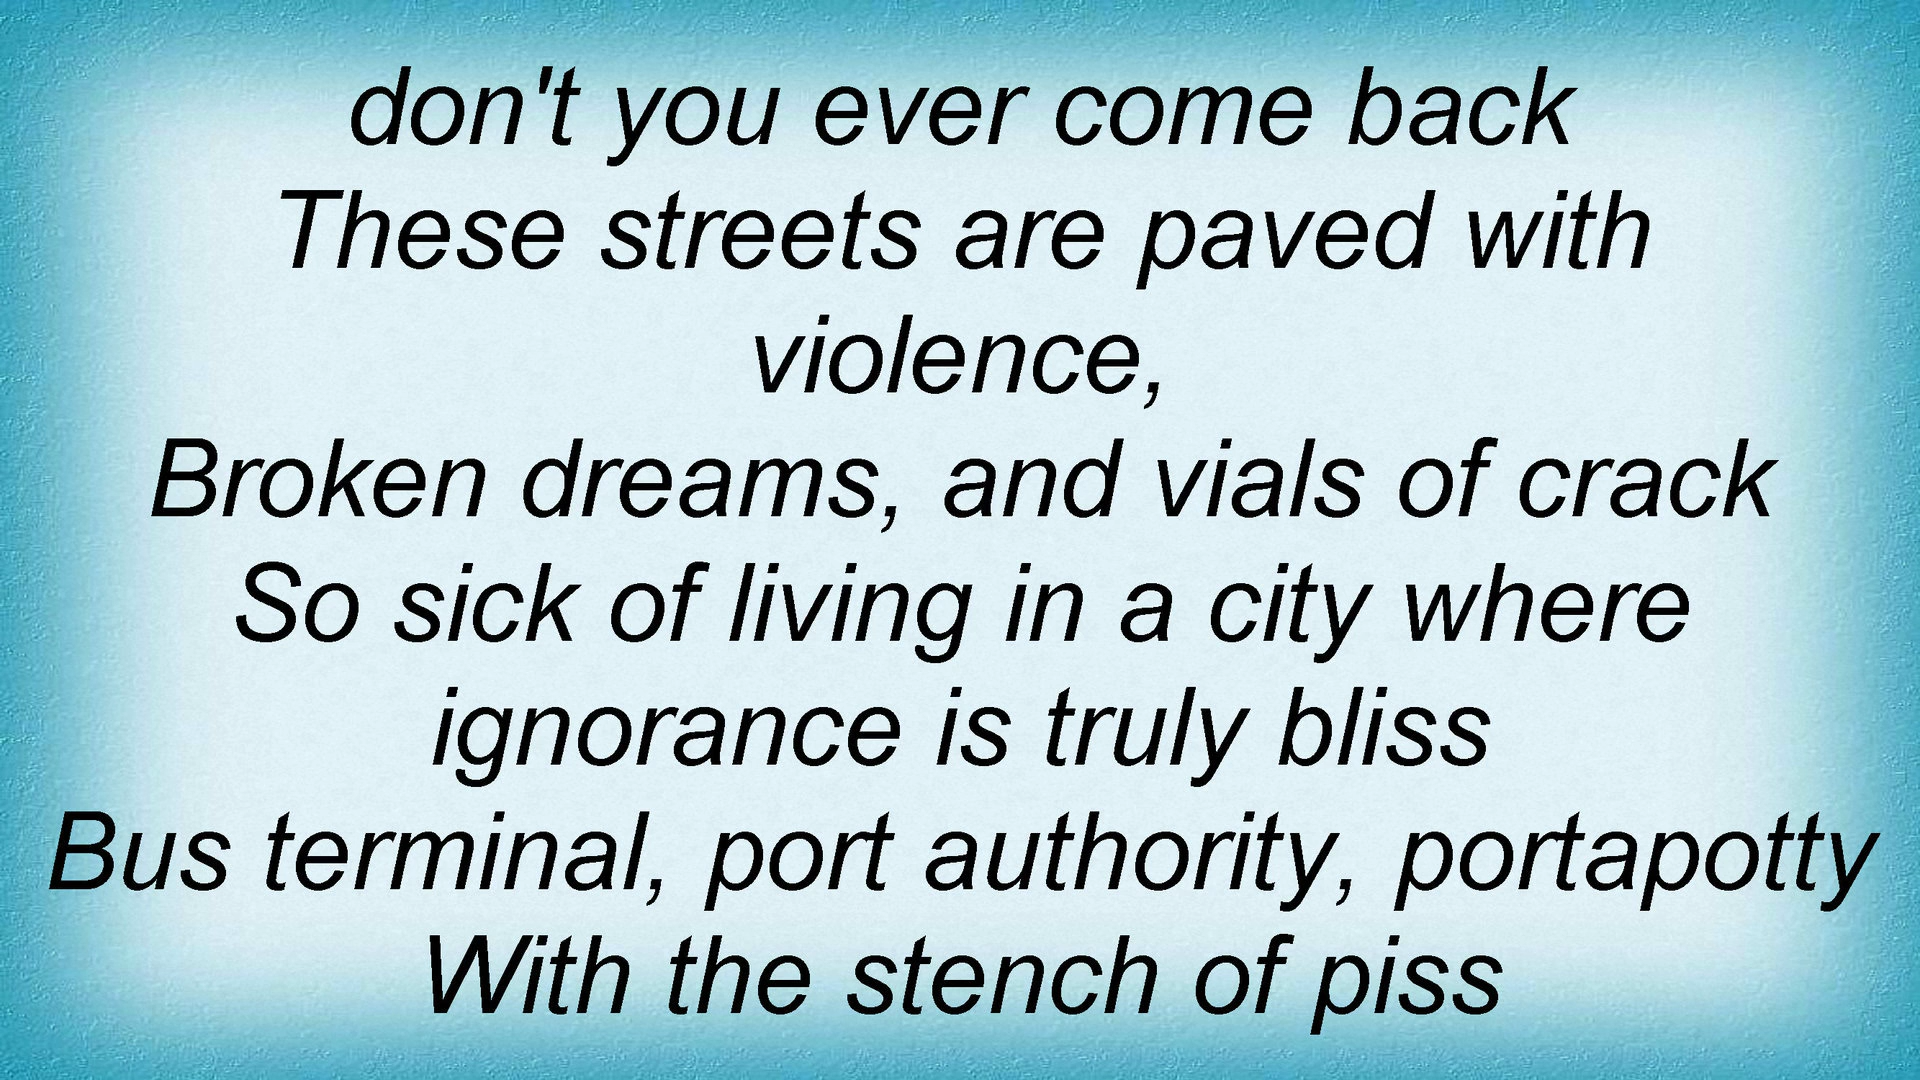 don't you ever come back
These streets are paved with
violence,
Broken dreams, and vials of crack
So sick of living in a city where
ignorance is truly bliss
Bus terminal, port authority, portapotty
With the stench of piss